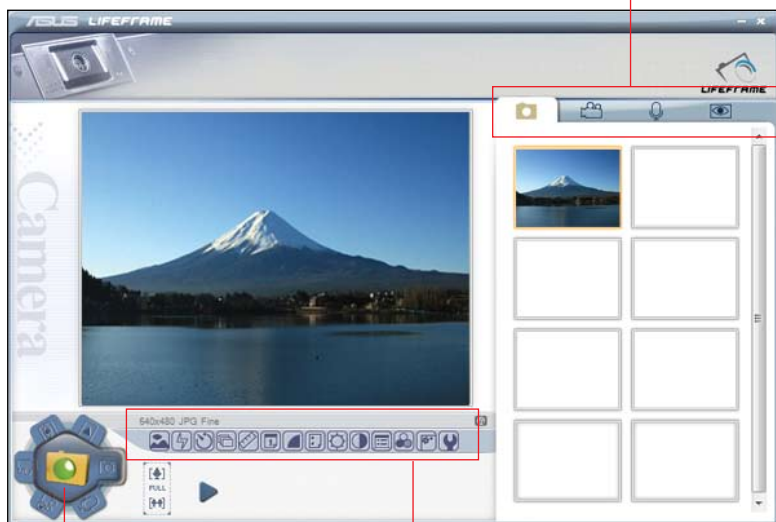 ASUS LIFEFRAME
LIFEFRAME
Camera
640x480 JPG Fine
FULL